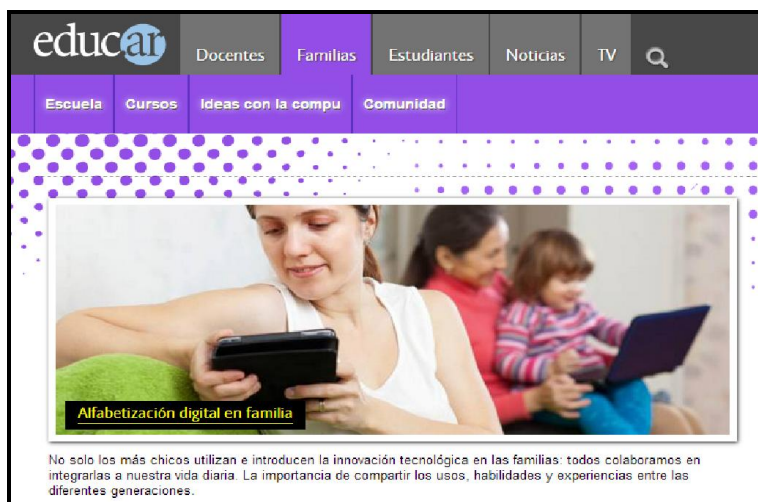 educar
Docentes Familias Estudiantes Noticias TV
Escuela Cursos Ideas con la compu Comunidad
Alfabetización digital en familia
No solo los más chicos utilizan e introducen la innovación tecnológica en las familias: todos colaboramos en
integrarlas a nuestra vida diaria. La importancia de compartir los usos, habilidades y experiencias entre las
diferentes generaciones.